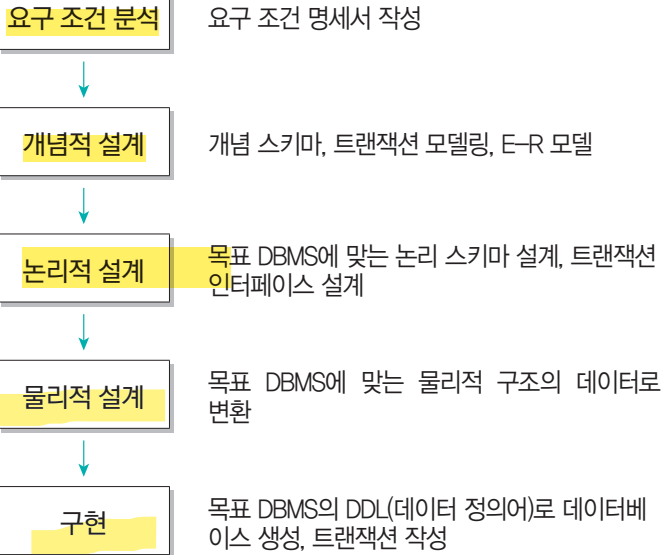 요구 조건 분석
요구 조건 명세서 작성
개념적 설계
개념 스키마, 트랜잭션 모델링, E-R 모델
논리적 설계
목표 DBMS에 맞는 논리 스키마 설계, 트랜잭션
인터페이스 설계
물리적 설계
목표 DBMS에 맞는 물리적 구조의 데이터로
변환
구현
목표 DBMS의 DDL(데이터 정의어)로 데이터베
이스 생성, 트랜잭션 작성